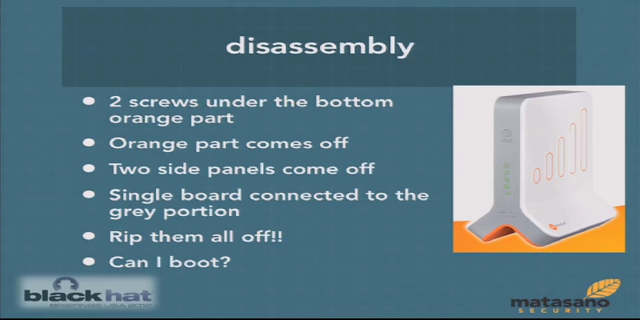 disassembly
2 screws under the bottom
orange part
Orange part comes off
Two side panels come off
Single board connected to the
grey portion
Rip them all off!!
Can I boot?
black hat
matasano
SECURITY